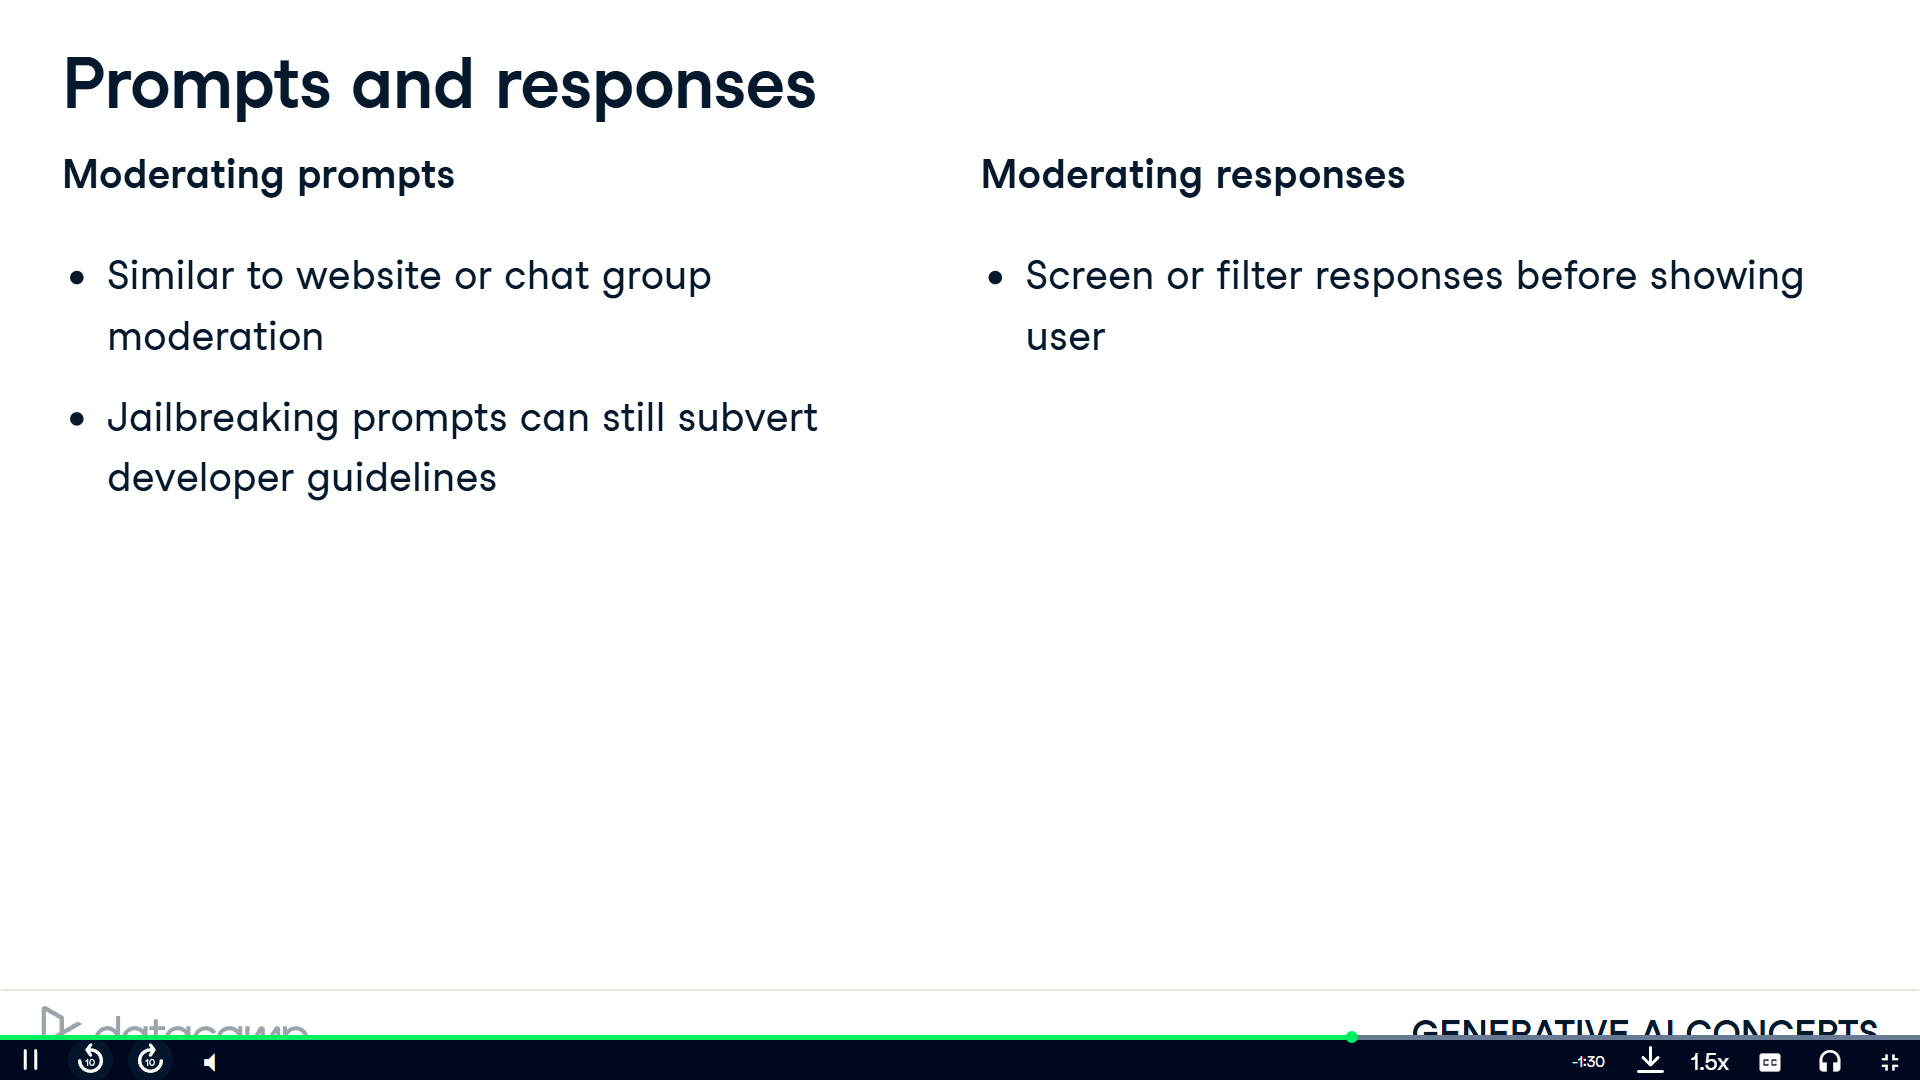 Prompts and responses
Moderating prompts
Similar to website or chat group
moderation
Jailbreaking prompts can still subvert
developer guidelines
Moderating responses
Screen or filter responses before showing
user
datacamp
GENERATIVE AI CONCEPTS
10
10
-1:30
1.5x
CC